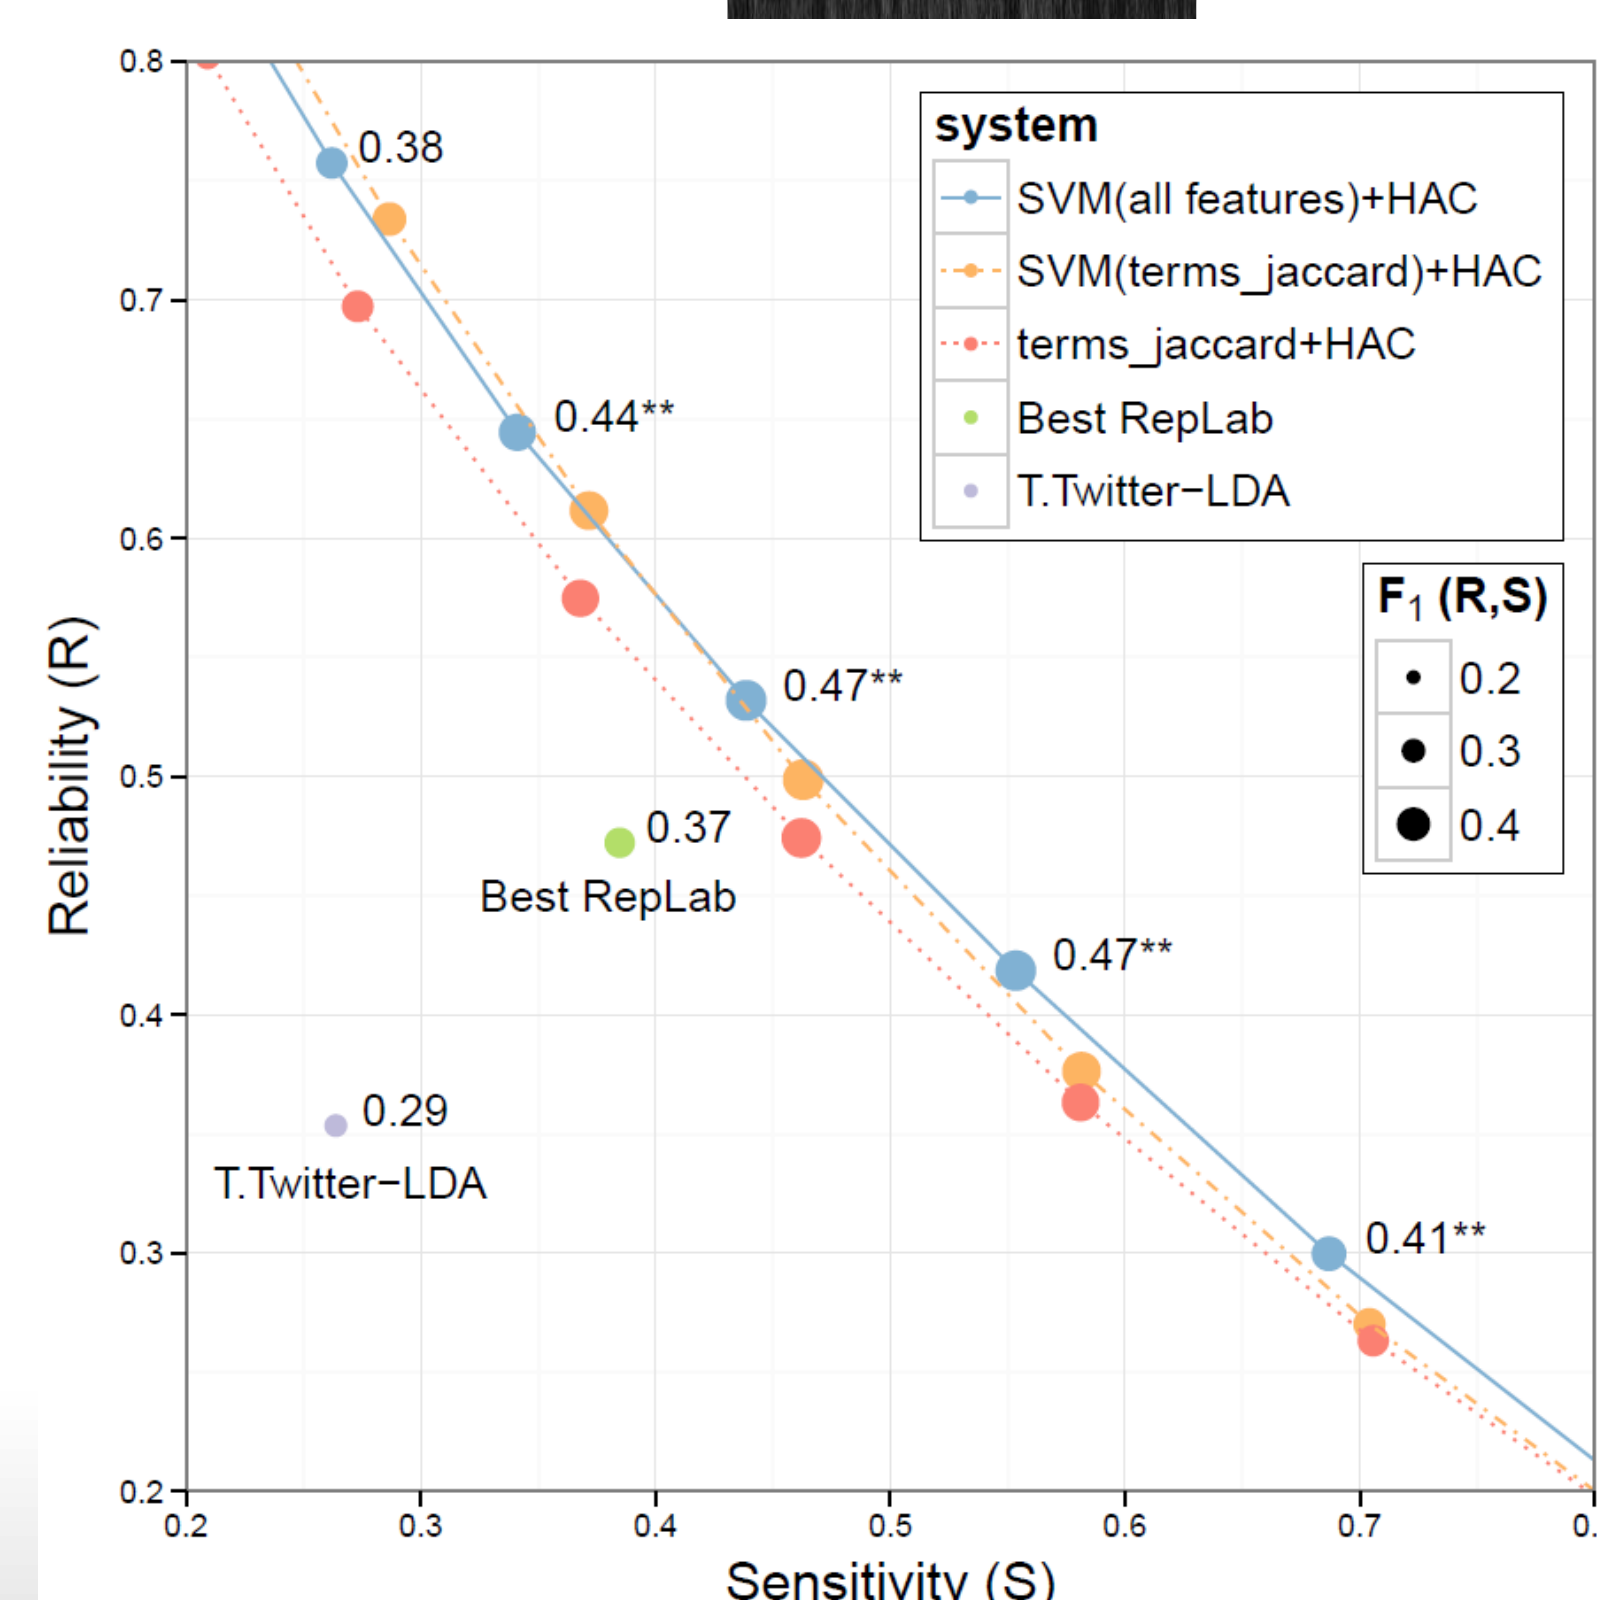 0.8
0.7
0.6
0.5
0.4
0.3
0.2
Reliability (R)
0.38
0.44**
0.47**
0.47**
0.41**
0.37
Best RepLab
0.29
T.Twitter−LDA
system
SVM(all features)+HAC
SVM(terms_jaccard)+HAC
terms_jaccard+HAC
Best RepLab
T.Twitter−LDA
F₁ (R,S)
0.2
0.3
0.4
0.2 0.3 0.4 0.5 0.6 0.7 0.
Sensitivity (S)